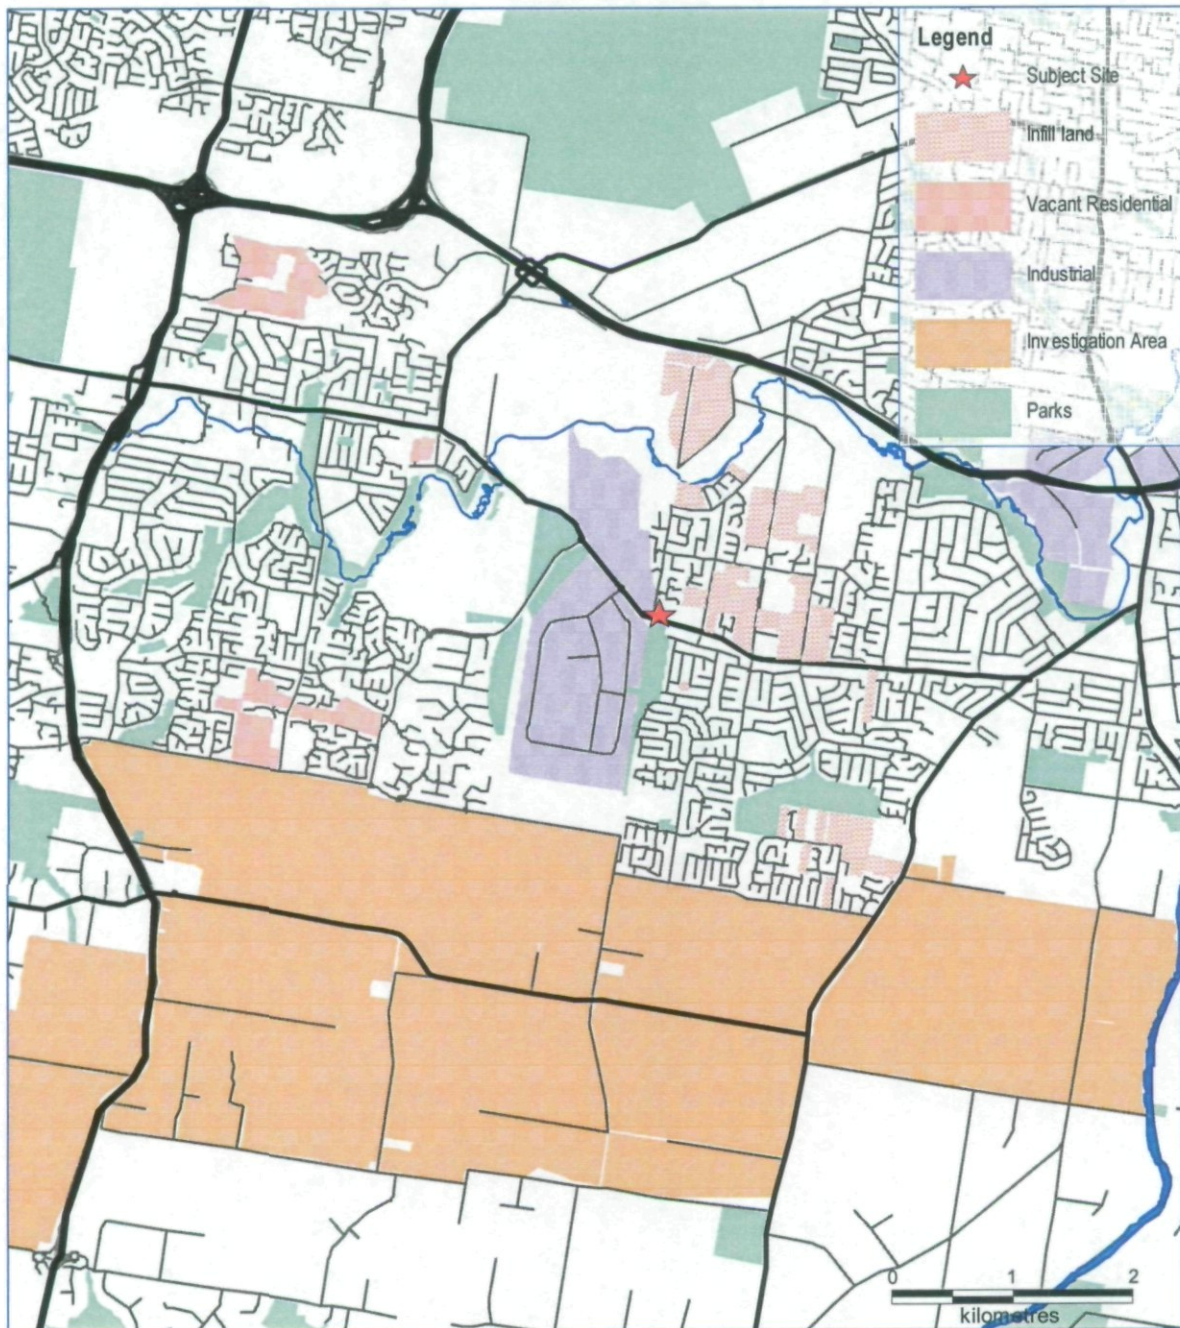 Legend
Subject Site
Infill land
Vacant Residential
Industrial
Investigation Area
Parks
0 1 2
kilometres